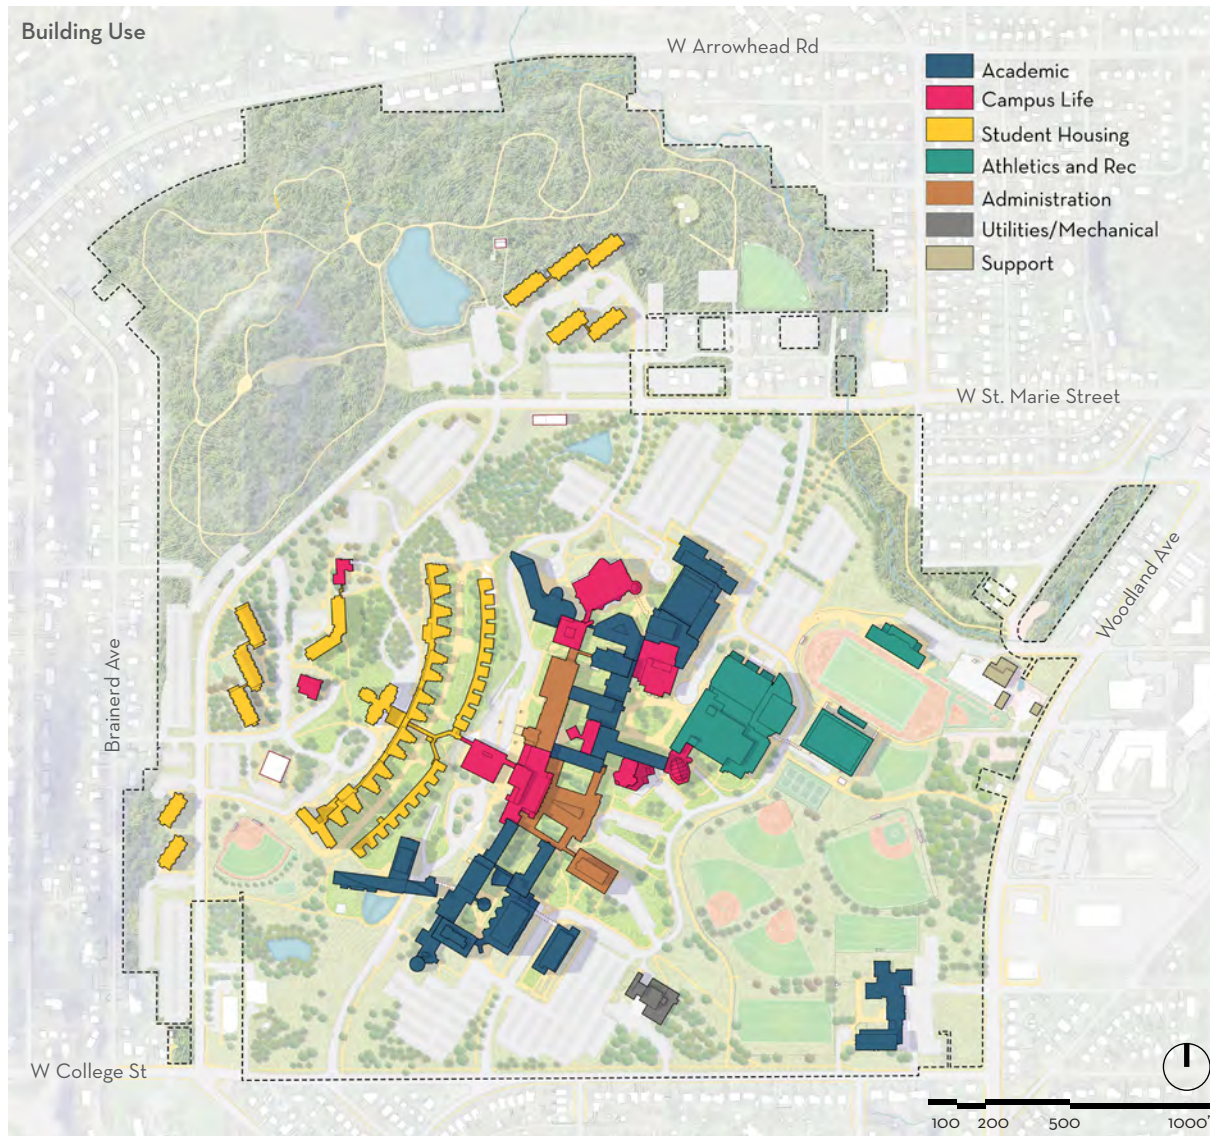 Building Use
W Arrowhead Rd
Academic
Campus Life
Student Housing
Athletics and Rec
Administration
Utilities/Mechanical
Support
W St. Marie Street
Woodland Ave
Brainerd Ave
W College St
100 200 500 1000'